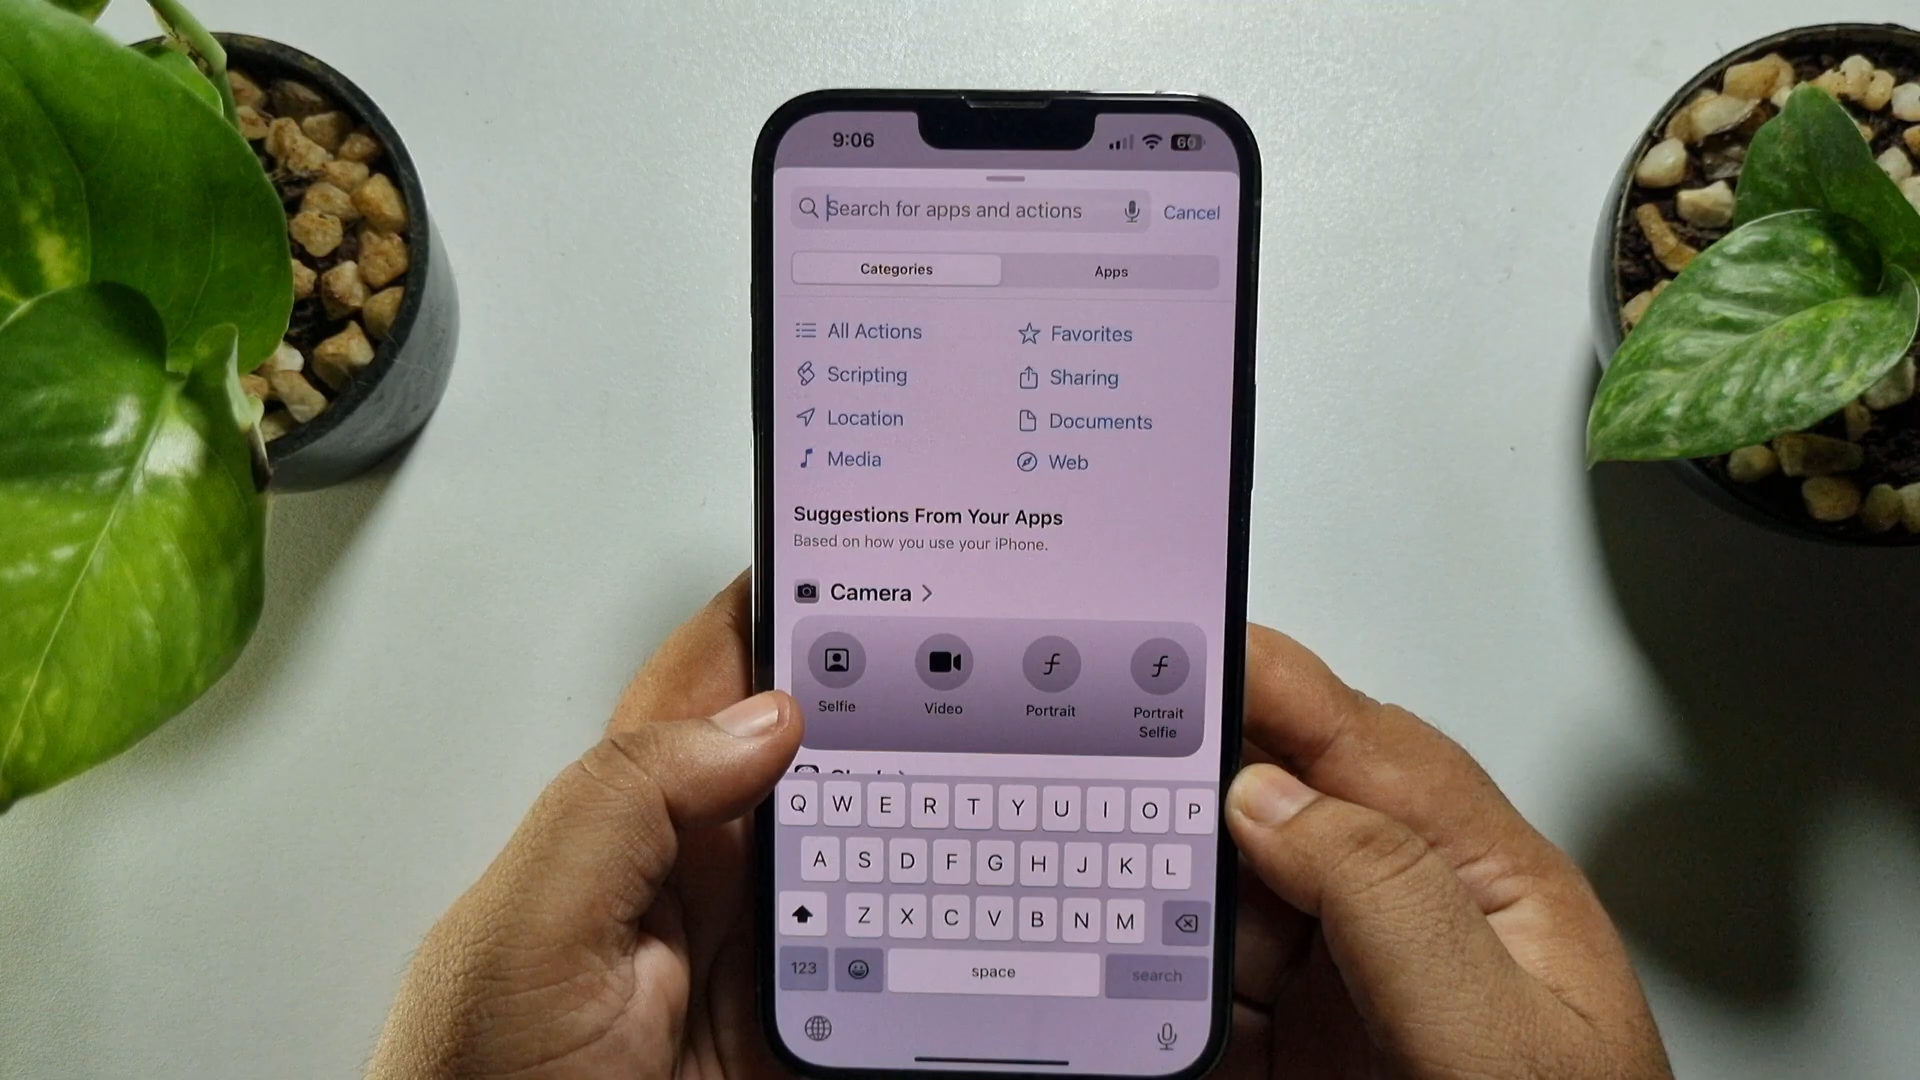 9:06
60
Search for apps and actions
Cancel
Categories
Apps
All Actions
Favorites
Scripting
Sharing
Location
Documents
Media
Web
Suggestions From Your Apps
Based on how you use your iPhone.
Camera
Selfie
Video
Portrait
Portrait
Selfie
Q W E R T Y U I O P
A S D F G H J K L
Z X C V B N M
123
space
search